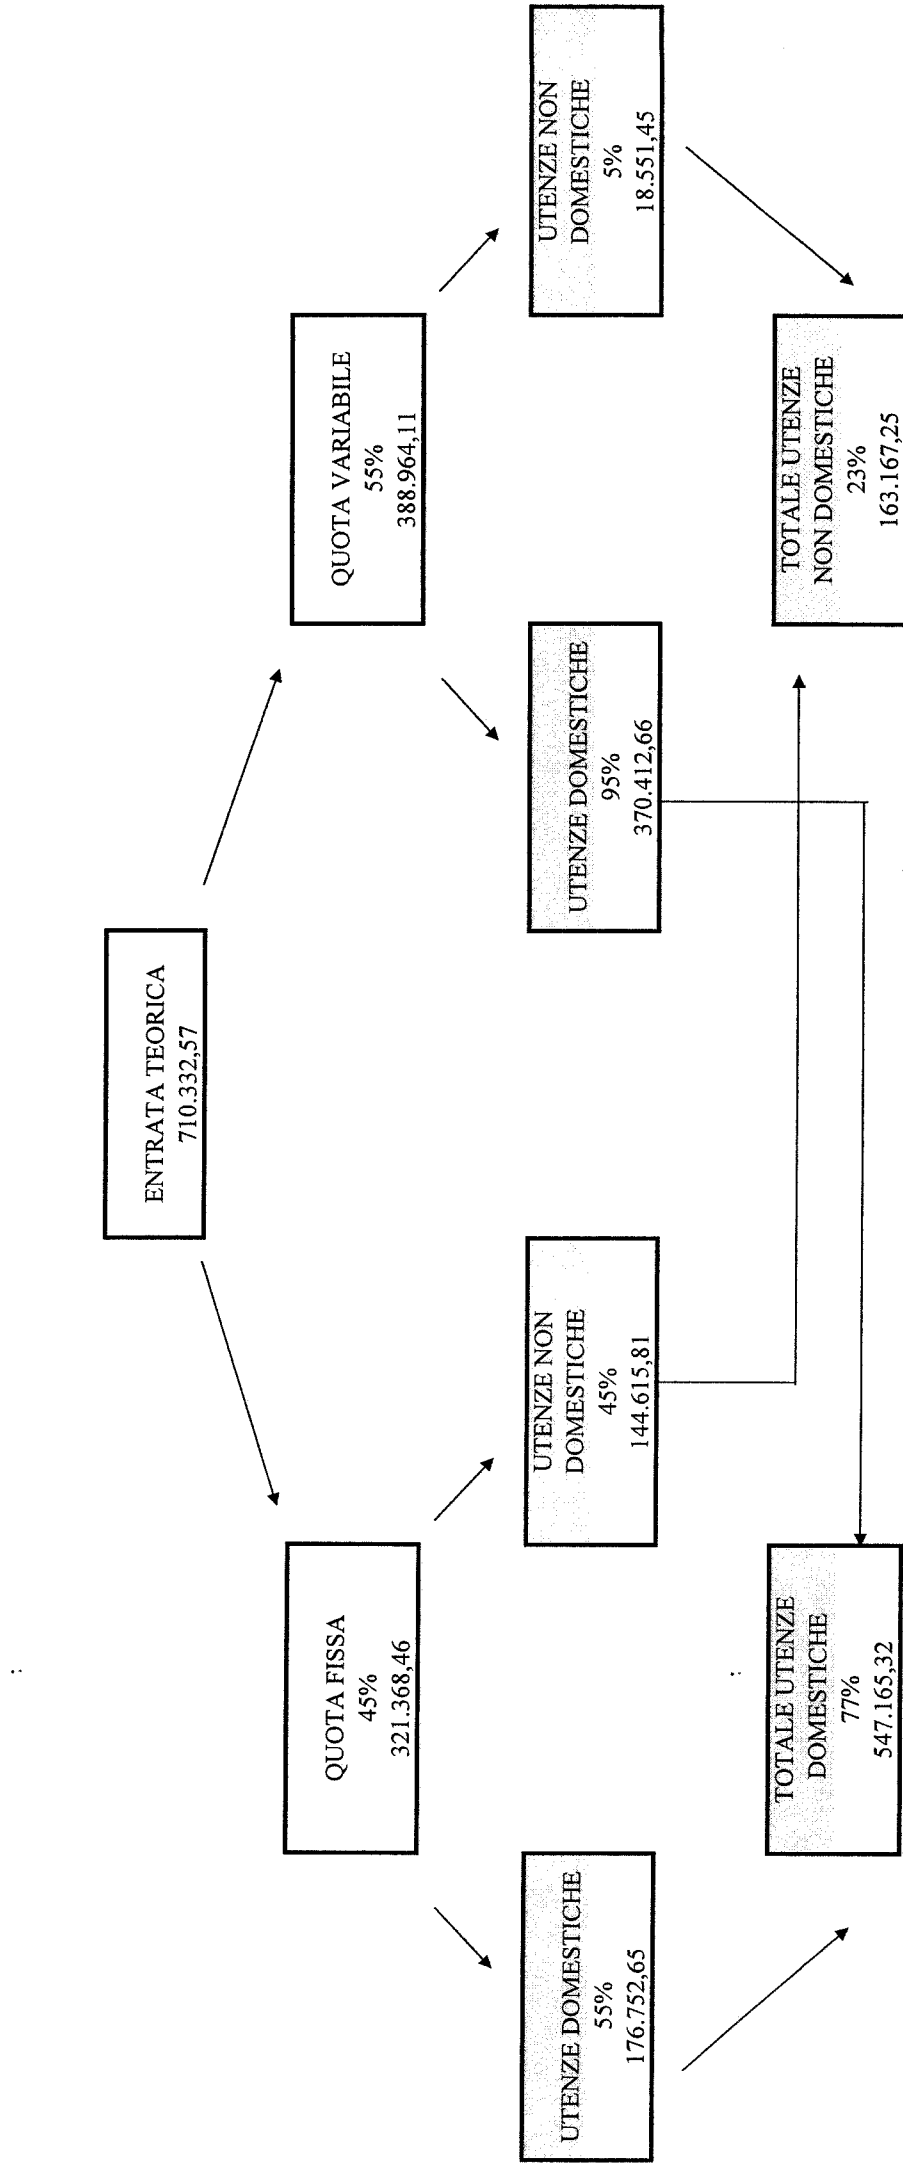 ENTRATA TEORICA
710.332,57
QUOTA FISSA
45%
321.368,46
QUOTA VARIABILE
55%
388.964,11
UTENZE DOMESTICHE
55%
176.752,65
UTENZE NON
DOMESTICHE
45%
144.615,81
UTENZE DOMESTICHE
95%
370.412,66
UTENZE NON
DOMESTICHE
5%
18.551,45
TOTALE UTENZE
DOMESTICHE
77%
547.165,32
TOTALE UTENZE
NON DOMESTICHE
23%
163.167,25